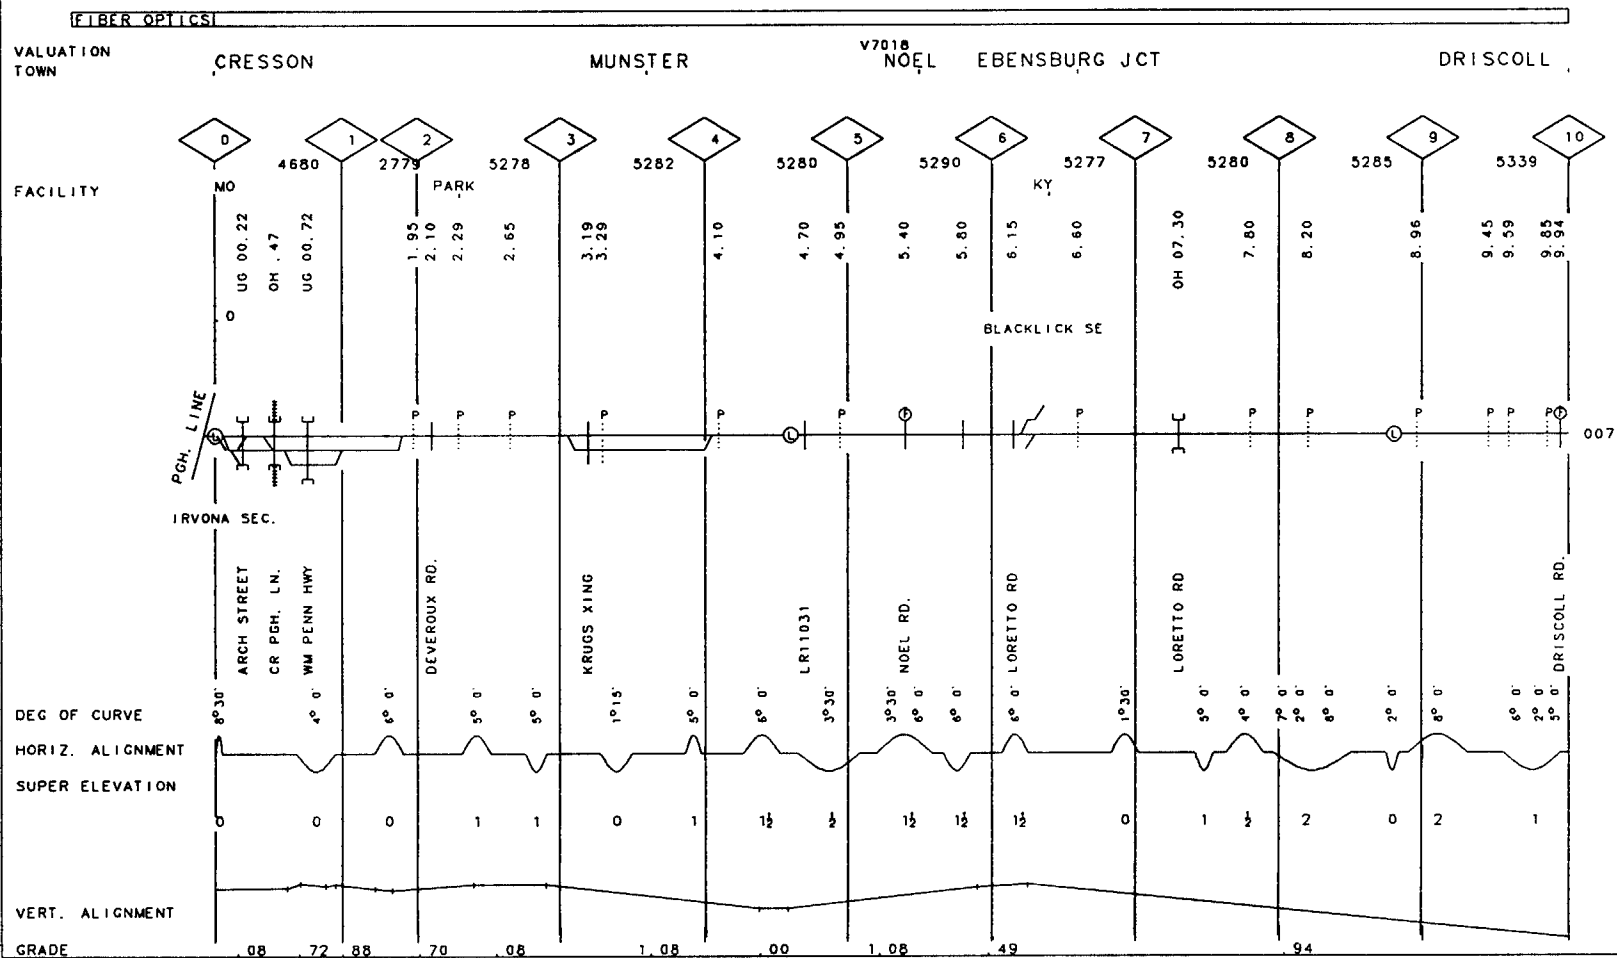 FIBER OPTICS
VALUATION V7018
TOWN CRESSON MUNSTER NOEL EBENSBURG JCT DRISCOLL
0 1 2 3 4 5 6 7 8 9 10
4680 2779 5278 5282 5280 5290 5277 5280 5285 5339
FACILITY MO PARK KY
UG 00.22
OH .47
UG 00.72
1.95
2.10
2.29
2.65
3.19
3.29
4.10
4.70
4.95
5.40
5.80
6.15
6.60
OH 07.30
7.80
8.20
8.96
9.45
9.59
9.85
9.94
0
BLACKLICK SE
PGH. LINE
L P P P P P L P P P P P P L P P P P P
007
IRVONA SEC.
ARCH STREET
CR PGH. LN.
WM PENN HWY
DEVEROUX RD.
KRUGS XING
LR11031
NOEL RD.
LORETTO RD
LORETTO RD
DRISCOLL RD.
DEG OF CURVE 8°30' 4° 0' 6° 0' 5° 0' 5° 0' 1°15' 5° 0' 6° 0' 3°30' 3°30' 6° 0' 6° 0' 6° 0' 1°30' 5° 0' 4° 0' 7° 0' 2° 0' 8° 0' 2° 0' 8° 0' 6° 0' 2° 0' 5° 0'
HORIZ. ALIGNMENT
SUPER ELEVATION
0 0 0 1 1 0 1 1½ ½ 1½ 1½ 1½ 0 1 ½ 2 0 2 1
VERT. ALIGNMENT
GRADE .08 .72 .88 .70 .08 1.08 .00 1.08 .49 .94